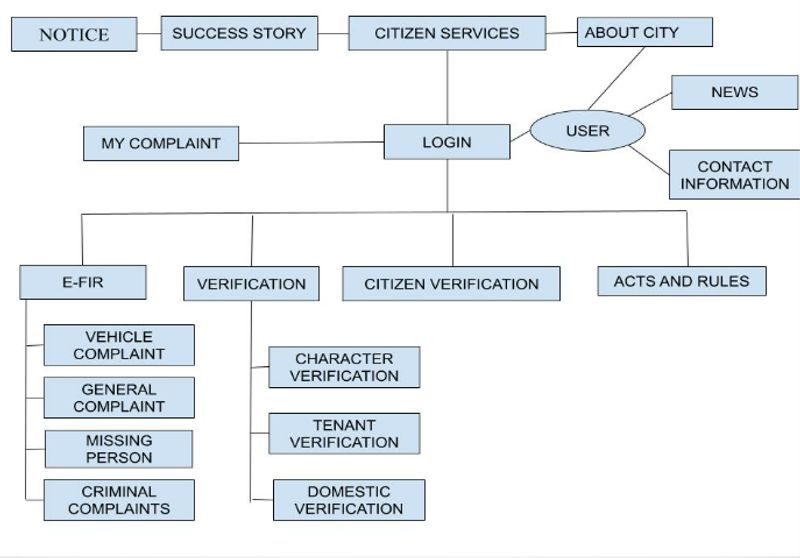 NOTICE
SUCCESS STORY
CITIZEN SERVICES
ABOUT CITY
NEWS
MY COMPLAINT
LOGIN
USER
CONTACT
INFORMATION
E-FIR
VERIFICATION
CITIZEN VERIFICATION
ACTS AND RULES
VEHICLE
COMPLAINT
GENERAL
COMPLAINT
MISSING
PERSON
CRIMINAL
COMPLAINTS
CHARACTER
VERIFICATION
TENANT
VERIFICATION
DOMESTIC
VERIFICATION